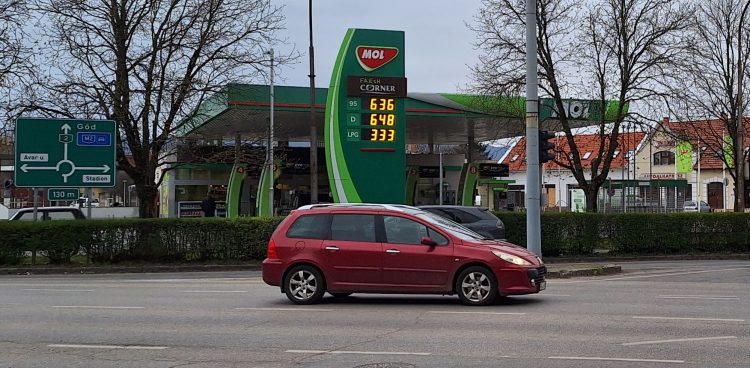 MOL
FRESH
CORNER
95 636
D 648
LPG 333
Göd
2
M2
Avar u.
Stadion
130 m